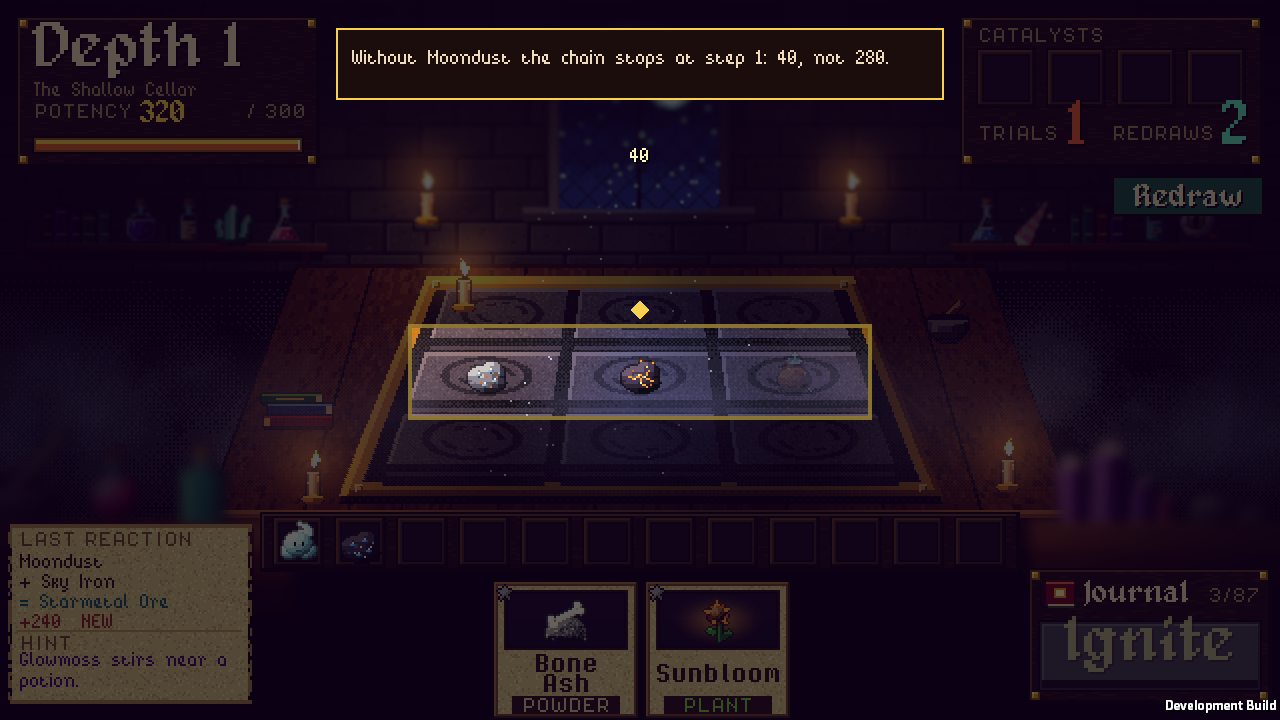 Depth 1
The Shallow Cellar
POTENCY 320 / 300
Without Moondust the chain stops at step 1: 40, not 280.
40
CATALYSTS
TRIALS 1 REDRAWS 2
Redraw
LAST REACTION
Moondust
+ Sky Iron
= Starmetal Ore
+240 NEW
HINT
Glowmoss stirs near a
potion.
Bone
Ash
POWDER
Sunbloom
PLANT
Journal 3/87
Ignite
Development Build